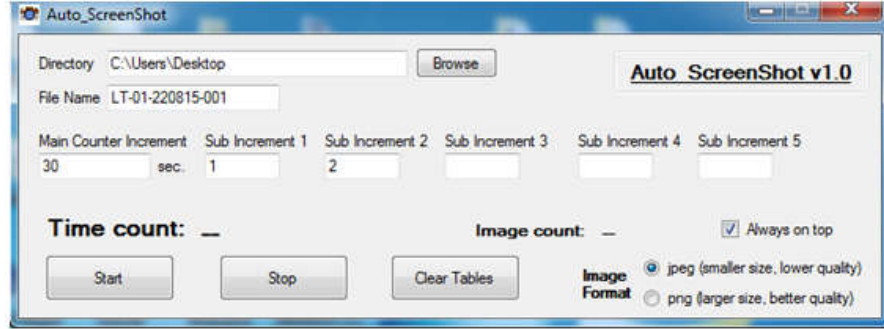 Auto_ScreenShot
Directory C:\Users\Desktop Browse
Auto_ScreenShot v1.0
File Name LT-01-220815-001
Main Counter Increment Sub Increment 1 Sub Increment 2 Sub Increment 3 Sub Increment 4 Sub Increment 5
30 sec. 1 2
Time count: -- Image count: -- Always on top
Start Stop Clear Tables
Image Format
jpeg (smaller size, lower quality)
png (larger size, better quality)